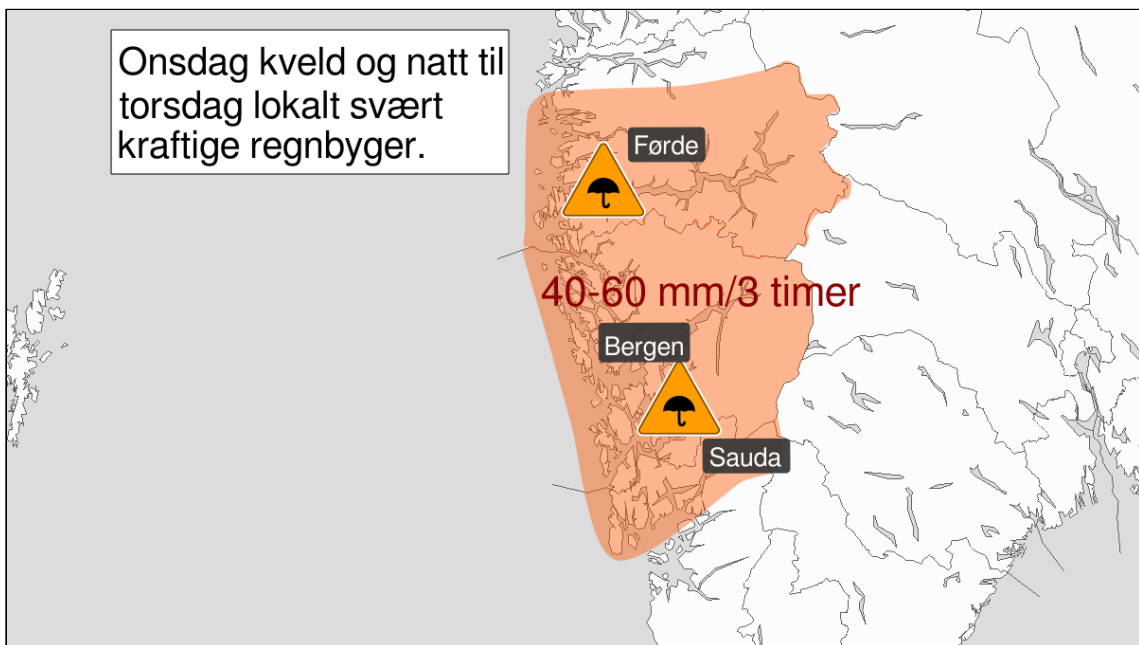 Onsdag kveld og natt til
torsdag lokalt svært
kraftige regnbyger.
Førde
40-60 mm/3 timer
Bergen
Sauda